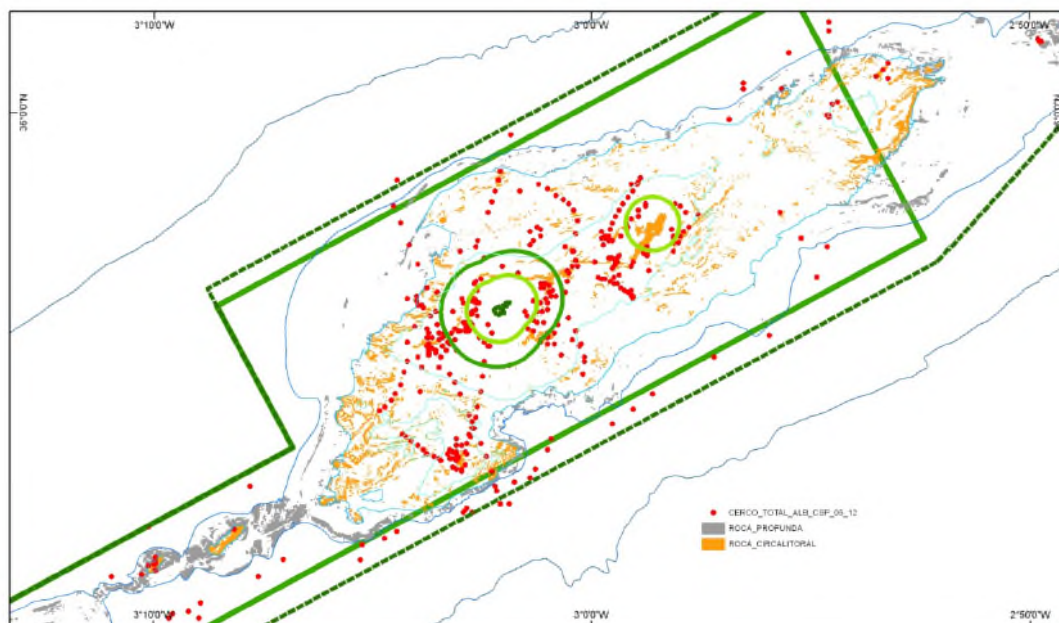 3°10'0"W 3°0'0"W 2°50'0"W
36°0'0"N
CERCO_TOTAL_ALB_CSF_06_12
ROCA_PROFUNDA
ROCA_CIRCALITORAL
3°10'0"W 3°0'0"W 2°50'0"W